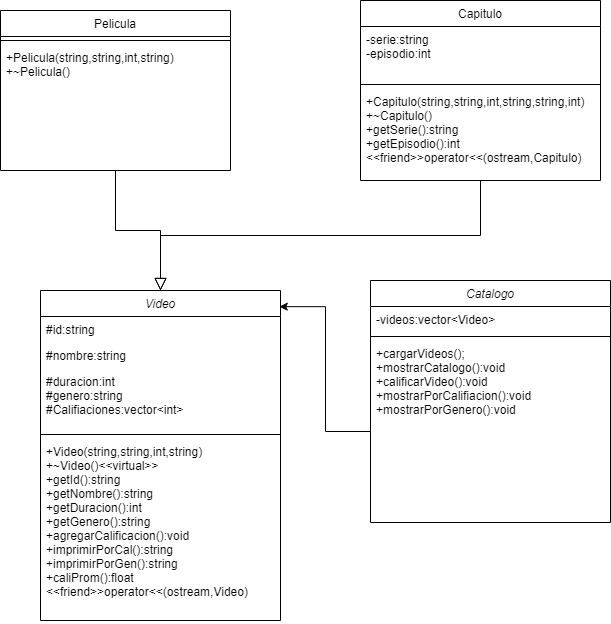 Pelicula
+Pelicula(string,string,int,string)
+~Pelicula()
Capitulo
-serie:string
-episodio:int
+Capitulo(string,string,int,string,string,int)
+~Capitulo()
+getSerie():string
+getEpisodio():int
<<friend>>operator<<(ostream,Capitulo)
Video
#id:string
#nombre:string
#duracion:int
#genero:string
#Califiaciones:vector<int>
+Video(string,string,int,string)
+~Video()<<virtual>>
+getId():string
+getNombre():string
+getDuracion():int
+getGenero():string
+agregarCalificacion():void
+imprimirPorCal():string
+imprimirPorGen():string
+caliProm():float
<<friend>>operator<<(ostream,Video)
Catalogo
-videos:vector<Video>
+cargarVideos();
+mostrarCatalogo():void
+calificarVideo():void
+mostrarPorCalifiacion():void
+mostrarPorGenero():void